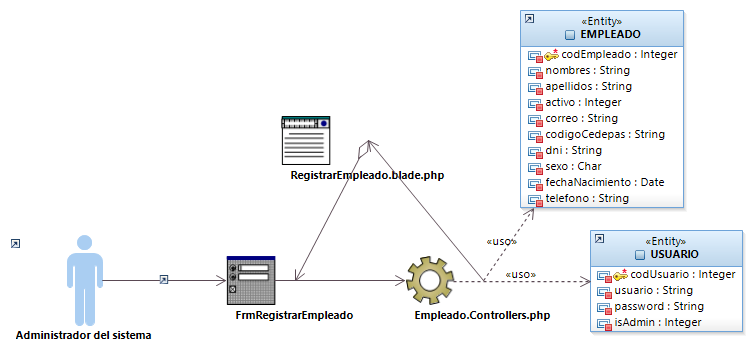 «Entity»
EMPLEADO
codEmpleado : Integer
nombres : String
apellidos : String
activo : Integer
correo : String
codigoCedepas : String
dni : String
sexo : Char
fechaNacimiento : Date
telefono : String
RegistrarEmpleado.blade.php
«uso»
«uso»
«Entity»
USUARIO
codUsuario : Integer
usuario : String
password : String
isAdmin : Integer
Administrador del sistema
FrmRegistrarEmpleado
Empleado.Controllers.php